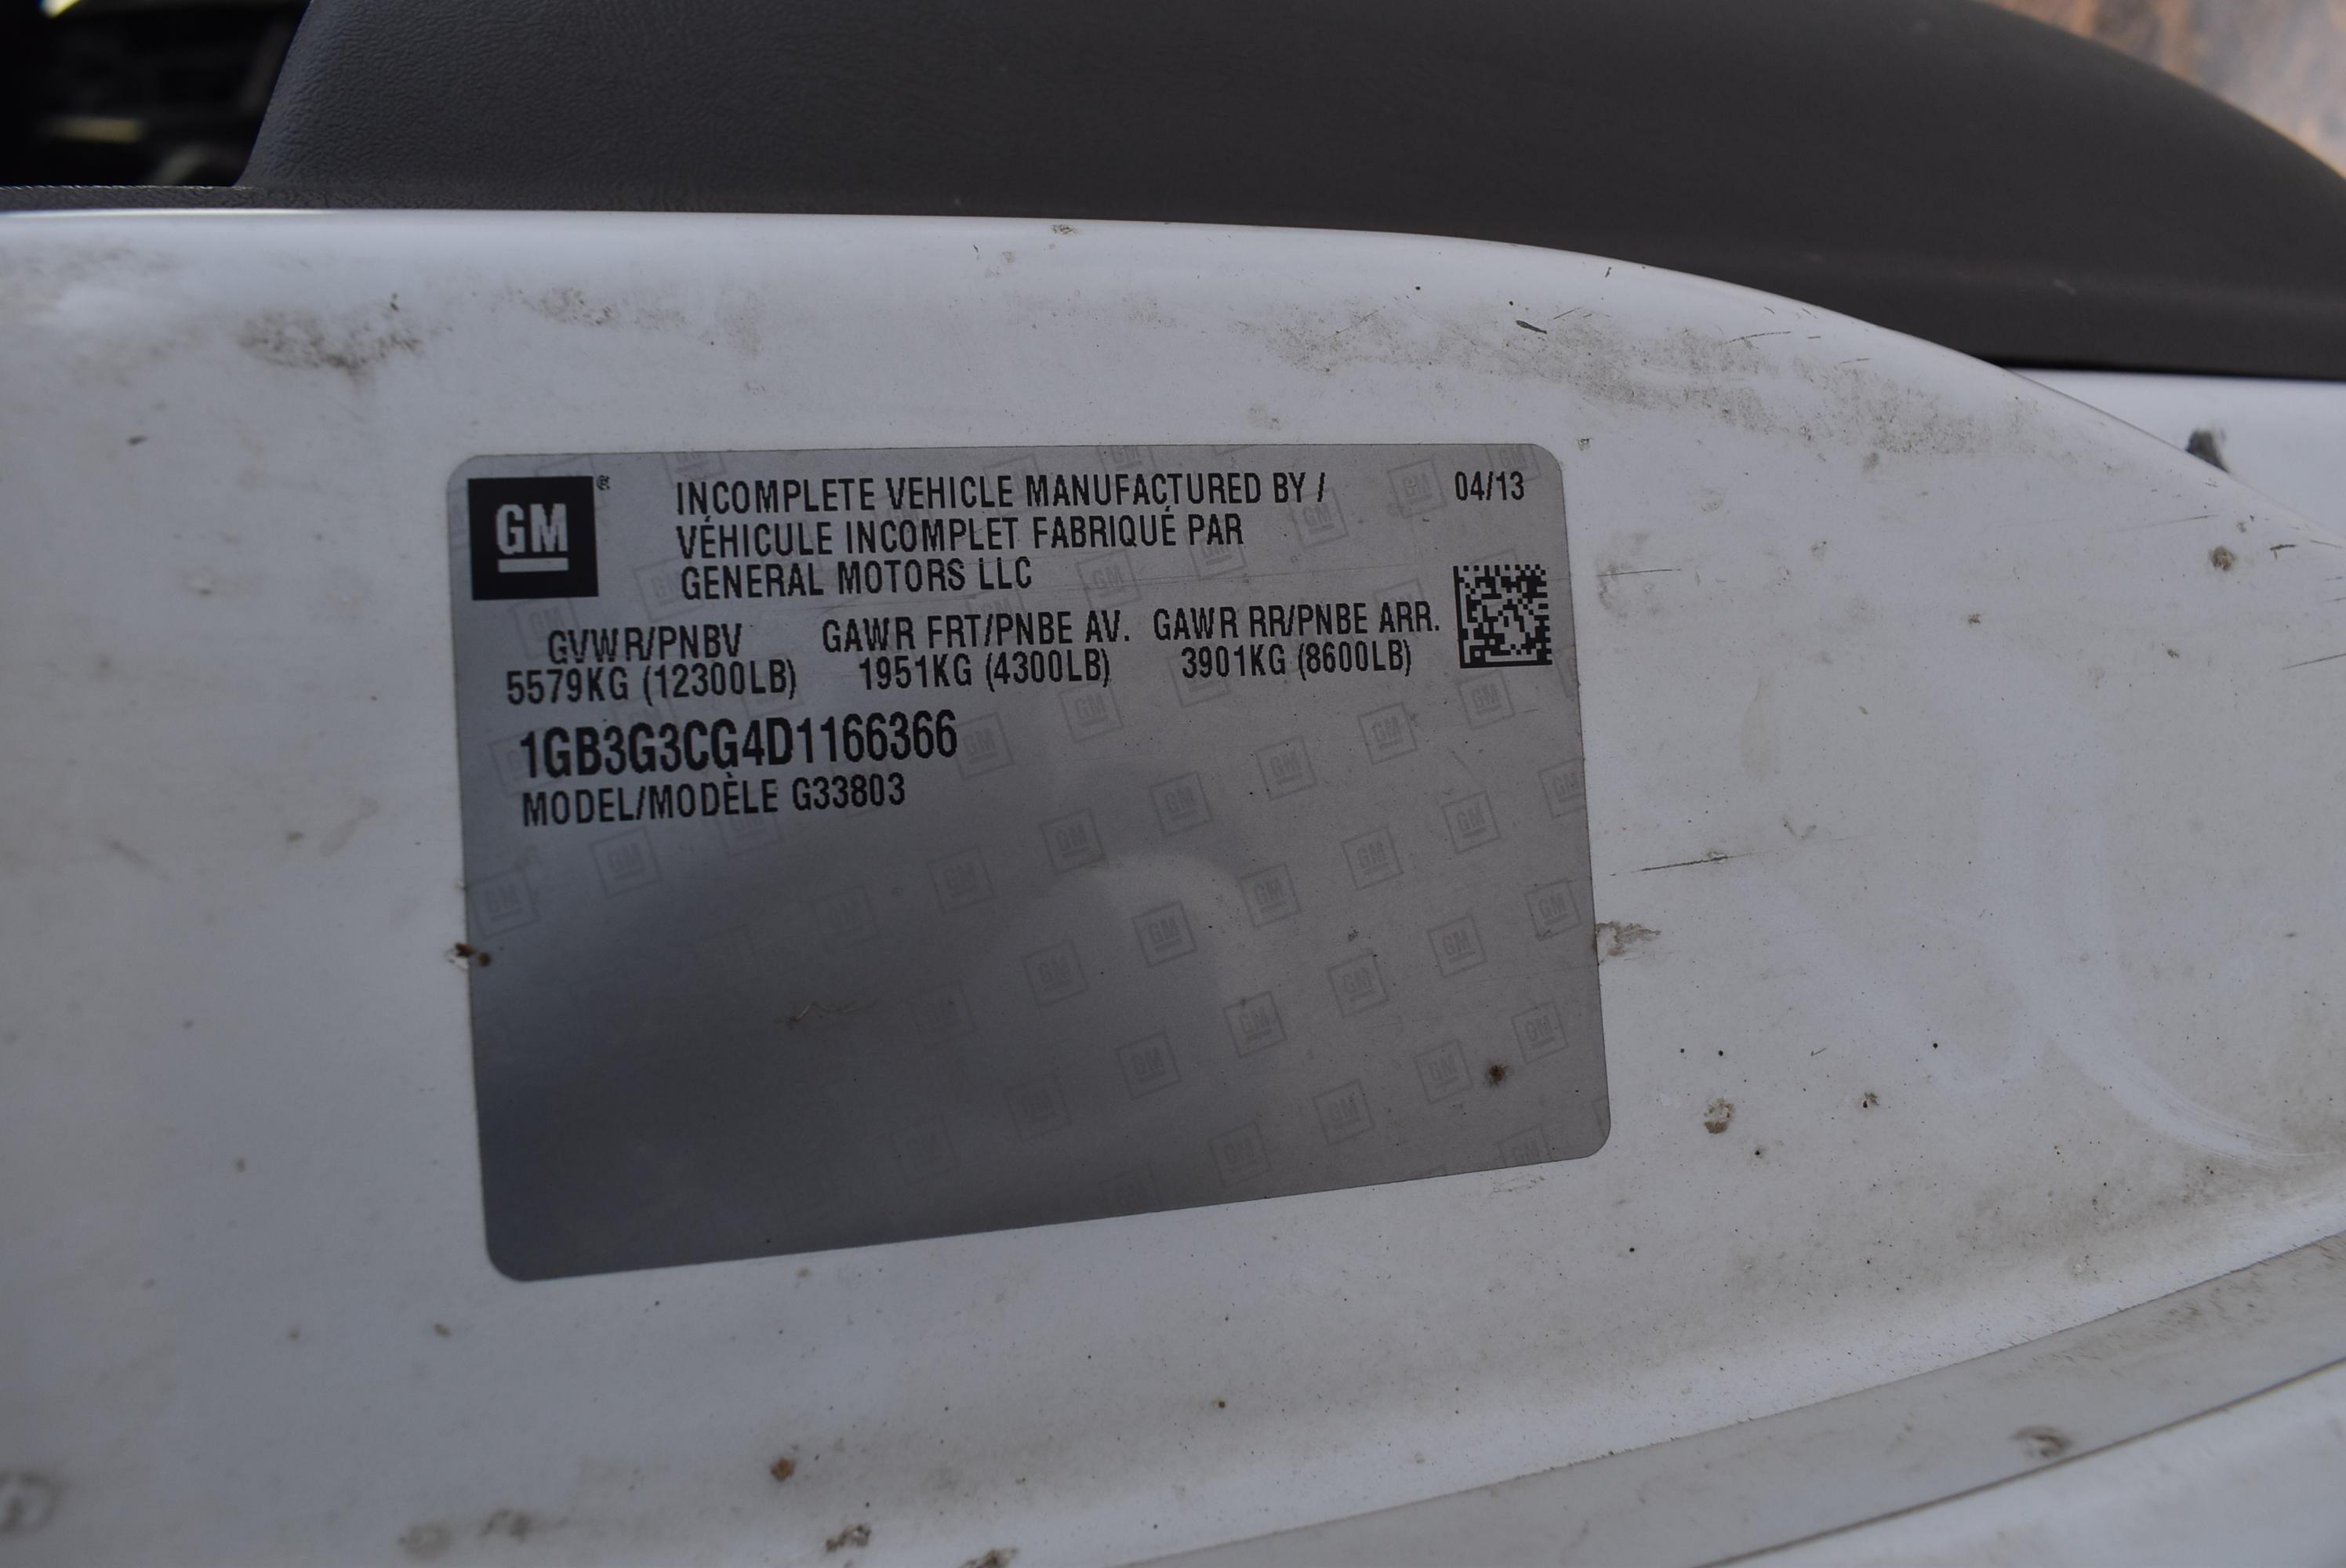 GM
INCOMPLETE VEHICLE MANUFACTURED BY / 04/13
VÉHICULE INCOMPLET FABRIQUÉ PAR
GENERAL MOTORS LLC
GVWR/PNBV GAWR FRT/PNBE AV. GAWR RR/PNBE ARR.
5579KG (12300LB) 1951KG (4300LB) 3901KG (8600LB)
1GB3G3CG4D1166366
MODEL/MODÈLE G33803